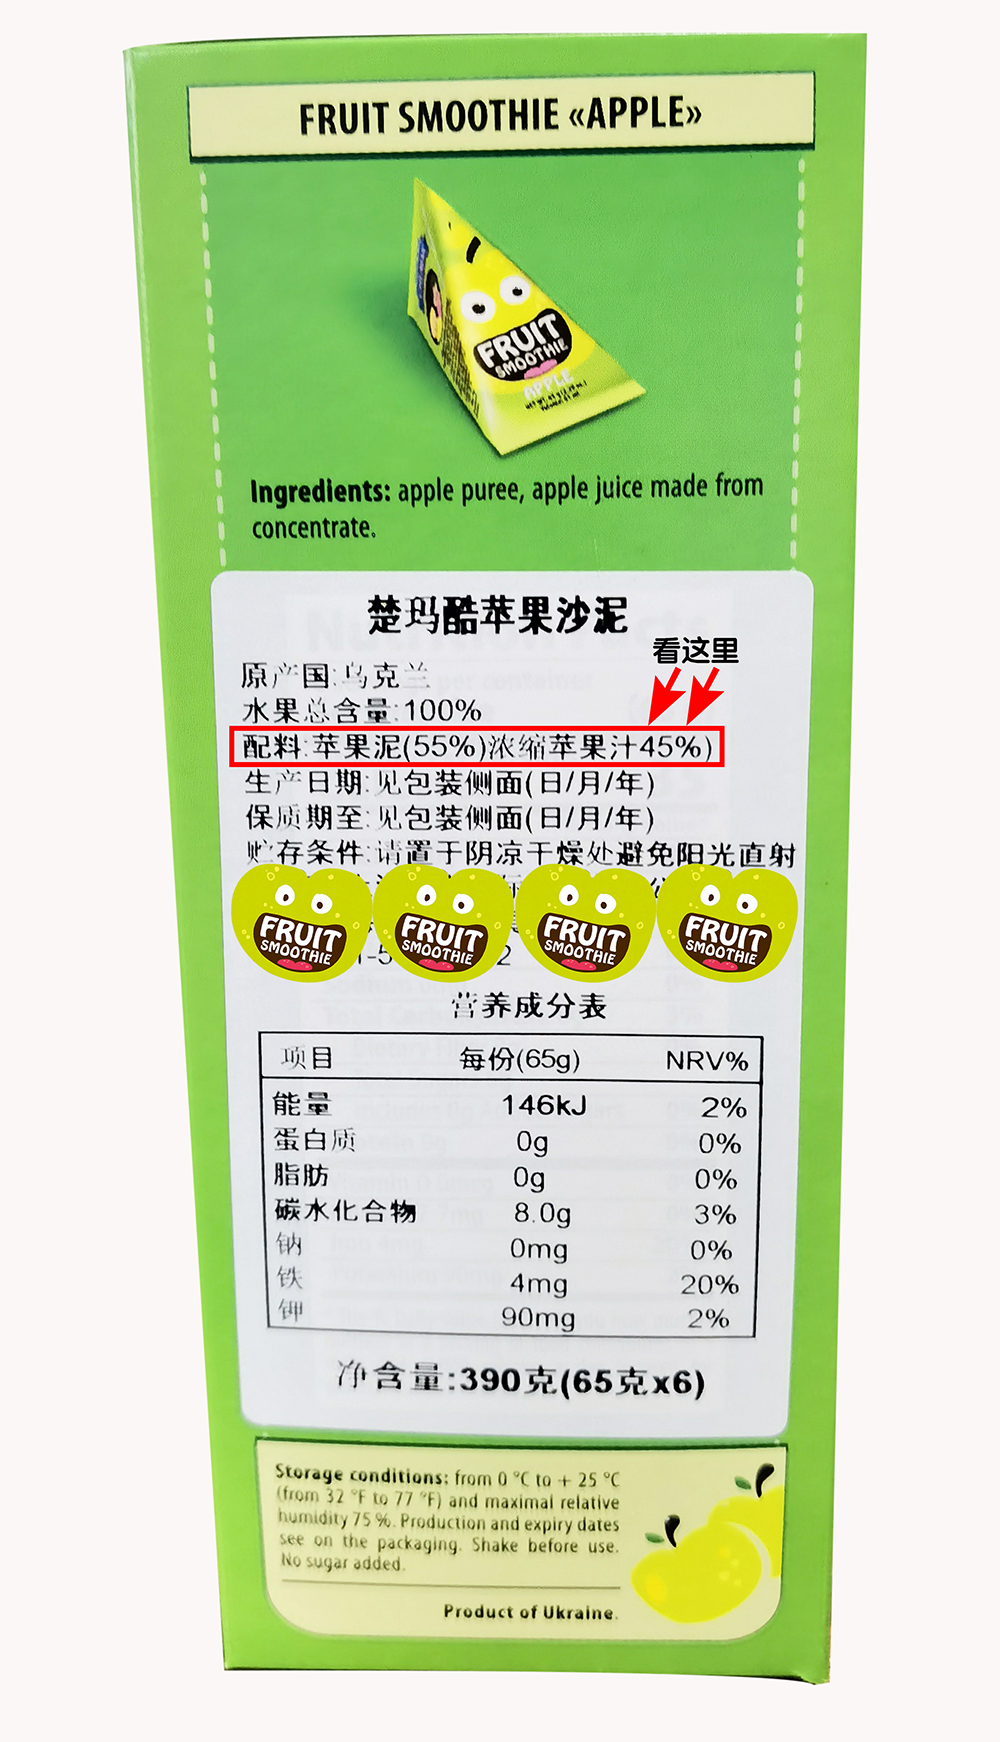 FRUIT SMOOTHIE «APPLE»
FRUIT
SMOOTHIE
APPLE
Ingredients: apple puree, apple juice made from
concentrate.
楚玛酷苹果沙泥
看这里
原产国:乌克兰
水果总含量:100%
配料:苹果泥(55%)浓缩苹果汁45%)
生产日期:见包装侧面(日/月/年)
保质期至:见包装侧面(日/月/年)
贮存条件:请置于阴凉干燥处避免阳光直射
FRUIT
SMOOTHIE
FRUIT
SMOOTHIE
FRUIT
SMOOTHIE
FRUIT
SMOOTHIE
营养成分表
项目 每份(65g) NRV%
能量 146kJ 2%
蛋白质 0g 0%
脂肪 0g 0%
碳水化合物 8.0g 3%
钠 0mg 0%
铁 4mg 20%
钾 90mg 2%
净含量:390克(65克x6)
Storage conditions: from 0 °C to + 25 °C
(from 32 °F to 77 °F) and maximal relative
humidity 75 %. Production and expiry dates
see on the packaging. Shake before use.
No sugar added.
Product of Ukraine.